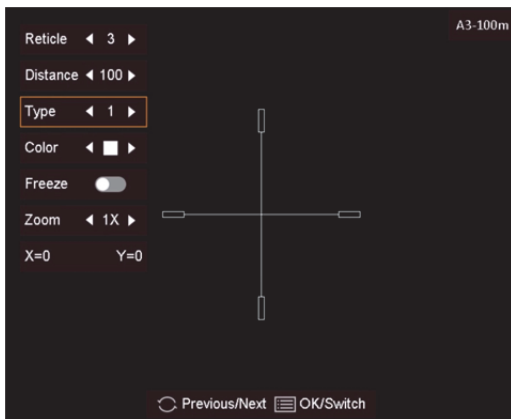 A3-100m
Reticle 3
Distance 100
Type 1
Color
Freeze
Zoom 1X
X=0 Y=0
Previous/Next OK/Switch